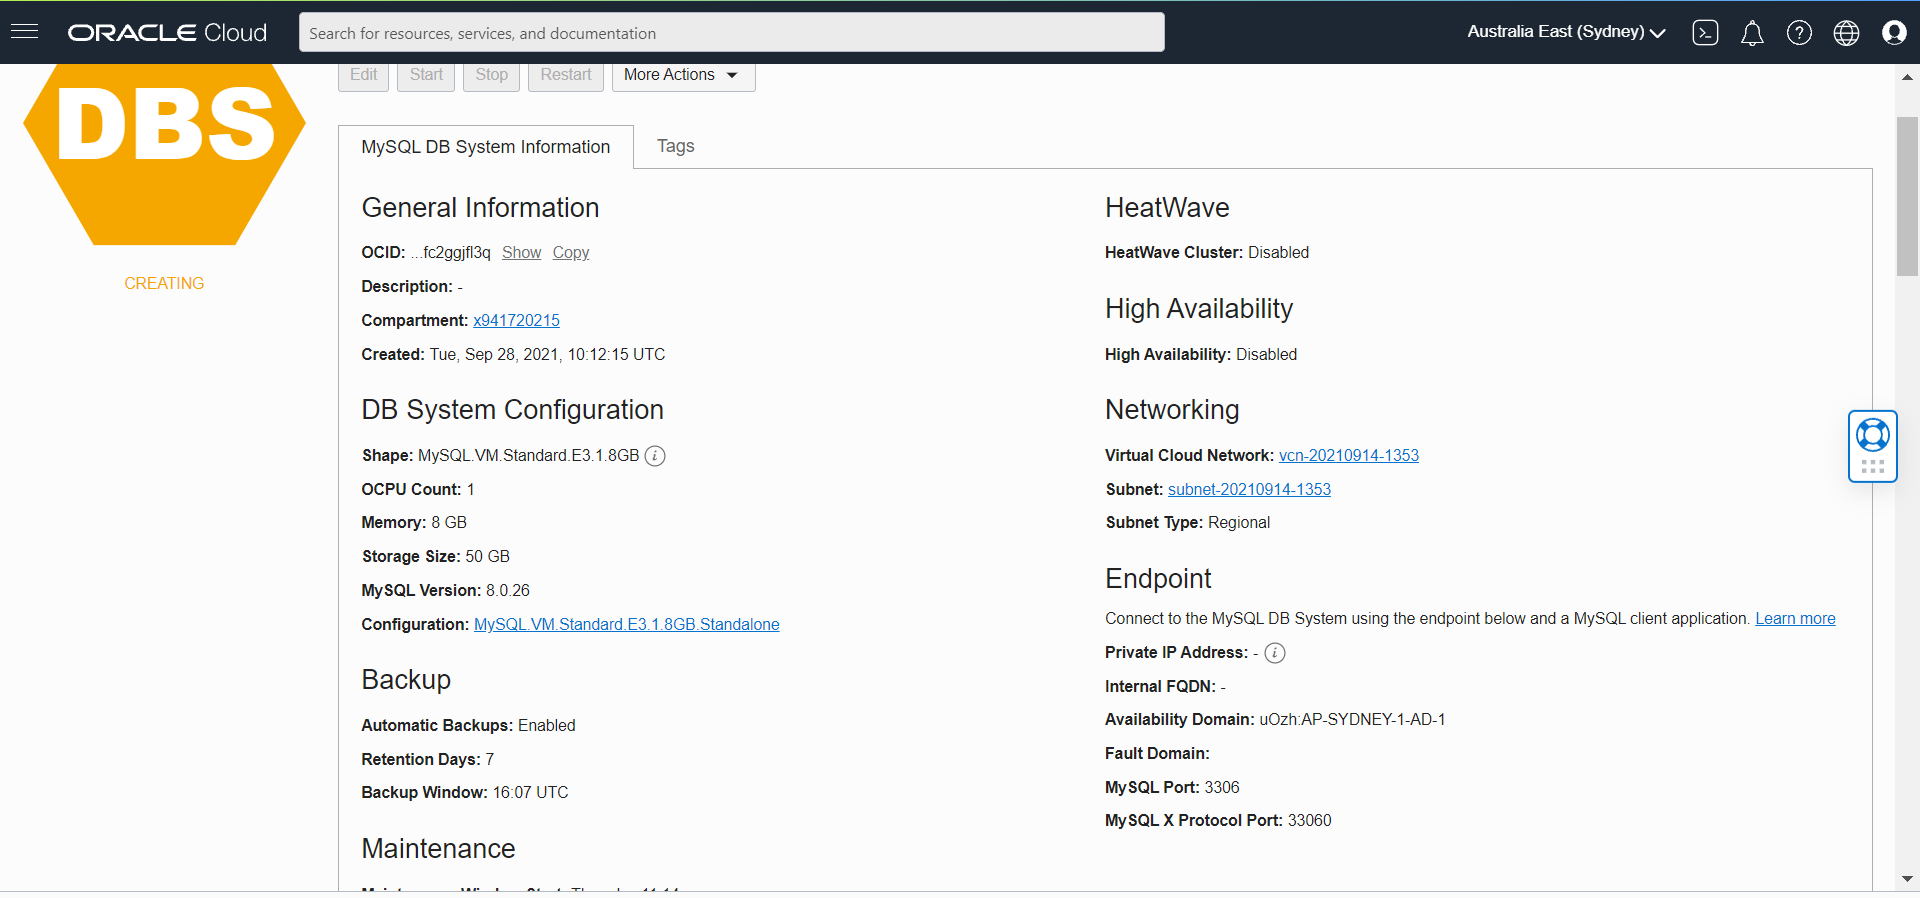 ORACLE Cloud
Search for resources, services, and documentation
Australia East (Sydney)
DBS
CREATING
Edit
Start
Stop
Restart
More Actions
MySQL DB System Information
Tags
General Information
OCID: ...fc2ggjfl3q Show Copy
Description: -
Compartment: x941720215
Created: Tue, Sep 28, 2021, 10:12:15 UTC
DB System Configuration
Shape: MySQL.VM.Standard.E3.1.8GB
OCPU Count: 1
Memory: 8 GB
Storage Size: 50 GB
MySQL Version: 8.0.26
Configuration: MySQL.VM.Standard.E3.1.8GB.Standalone
Backup
Automatic Backups: Enabled
Retention Days: 7
Backup Window: 16:07 UTC
Maintenance
HeatWave
HeatWave Cluster: Disabled
High Availability
High Availability: Disabled
Networking
Virtual Cloud Network: vcn-20210914-1353
Subnet: subnet-20210914-1353
Subnet Type: Regional
Endpoint
Connect to the MySQL DB System using the endpoint below and a MySQL client application. Learn more
Private IP Address: -
Internal FQDN: -
Availability Domain: uOzh:AP-SYDNEY-1-AD-1
Fault Domain:
MySQL Port: 3306
MySQL X Protocol Port: 33060